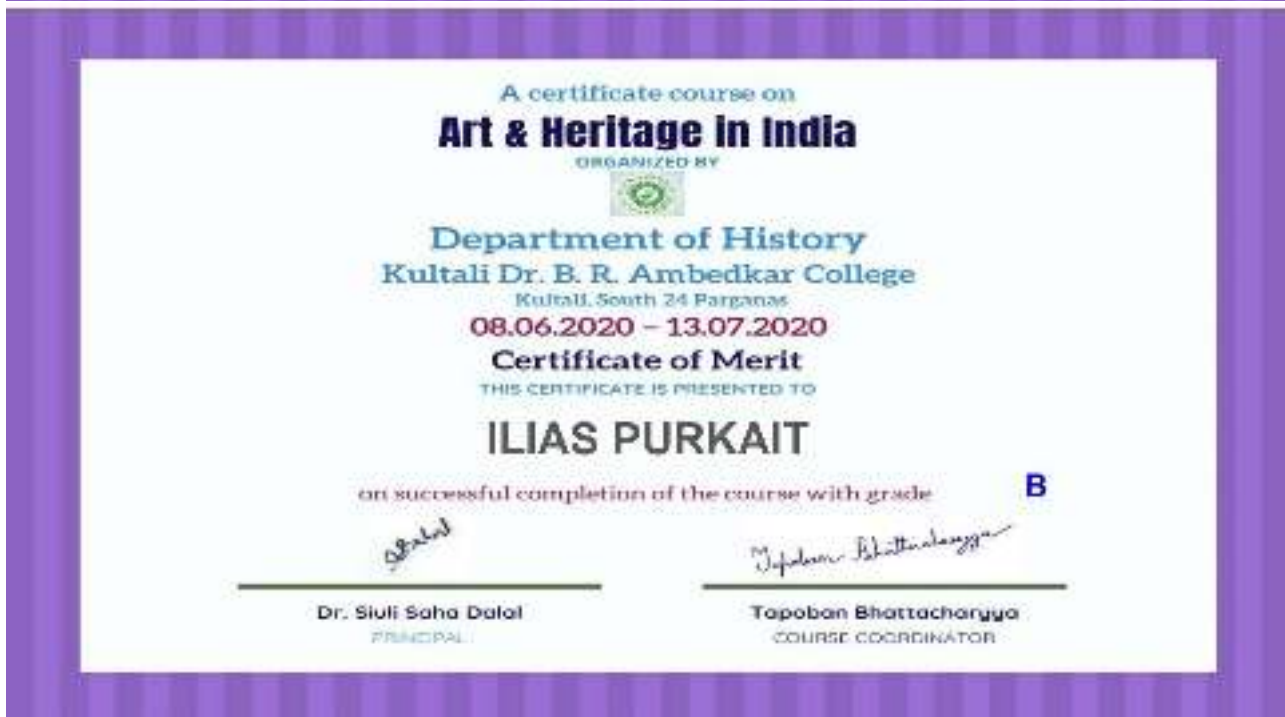 A certificate course on
Art & Heritage in India
ORGANIZED BY
Department of History
Kultali Dr. B. R. Ambedkar College
Kultali, South 24 Parganas
08.06.2020 – 13.07.2020
Certificate of Merit
THIS CERTIFICATE IS PRESENTED TO
ILIAS PURKAIT
on successful completion of the course with grade B
Tapoban Bhattacharyya
Dr. Siuli Saha Dalal
PRINCIPAL
Tapoban Bhattacharyya
COURSE COORDINATOR